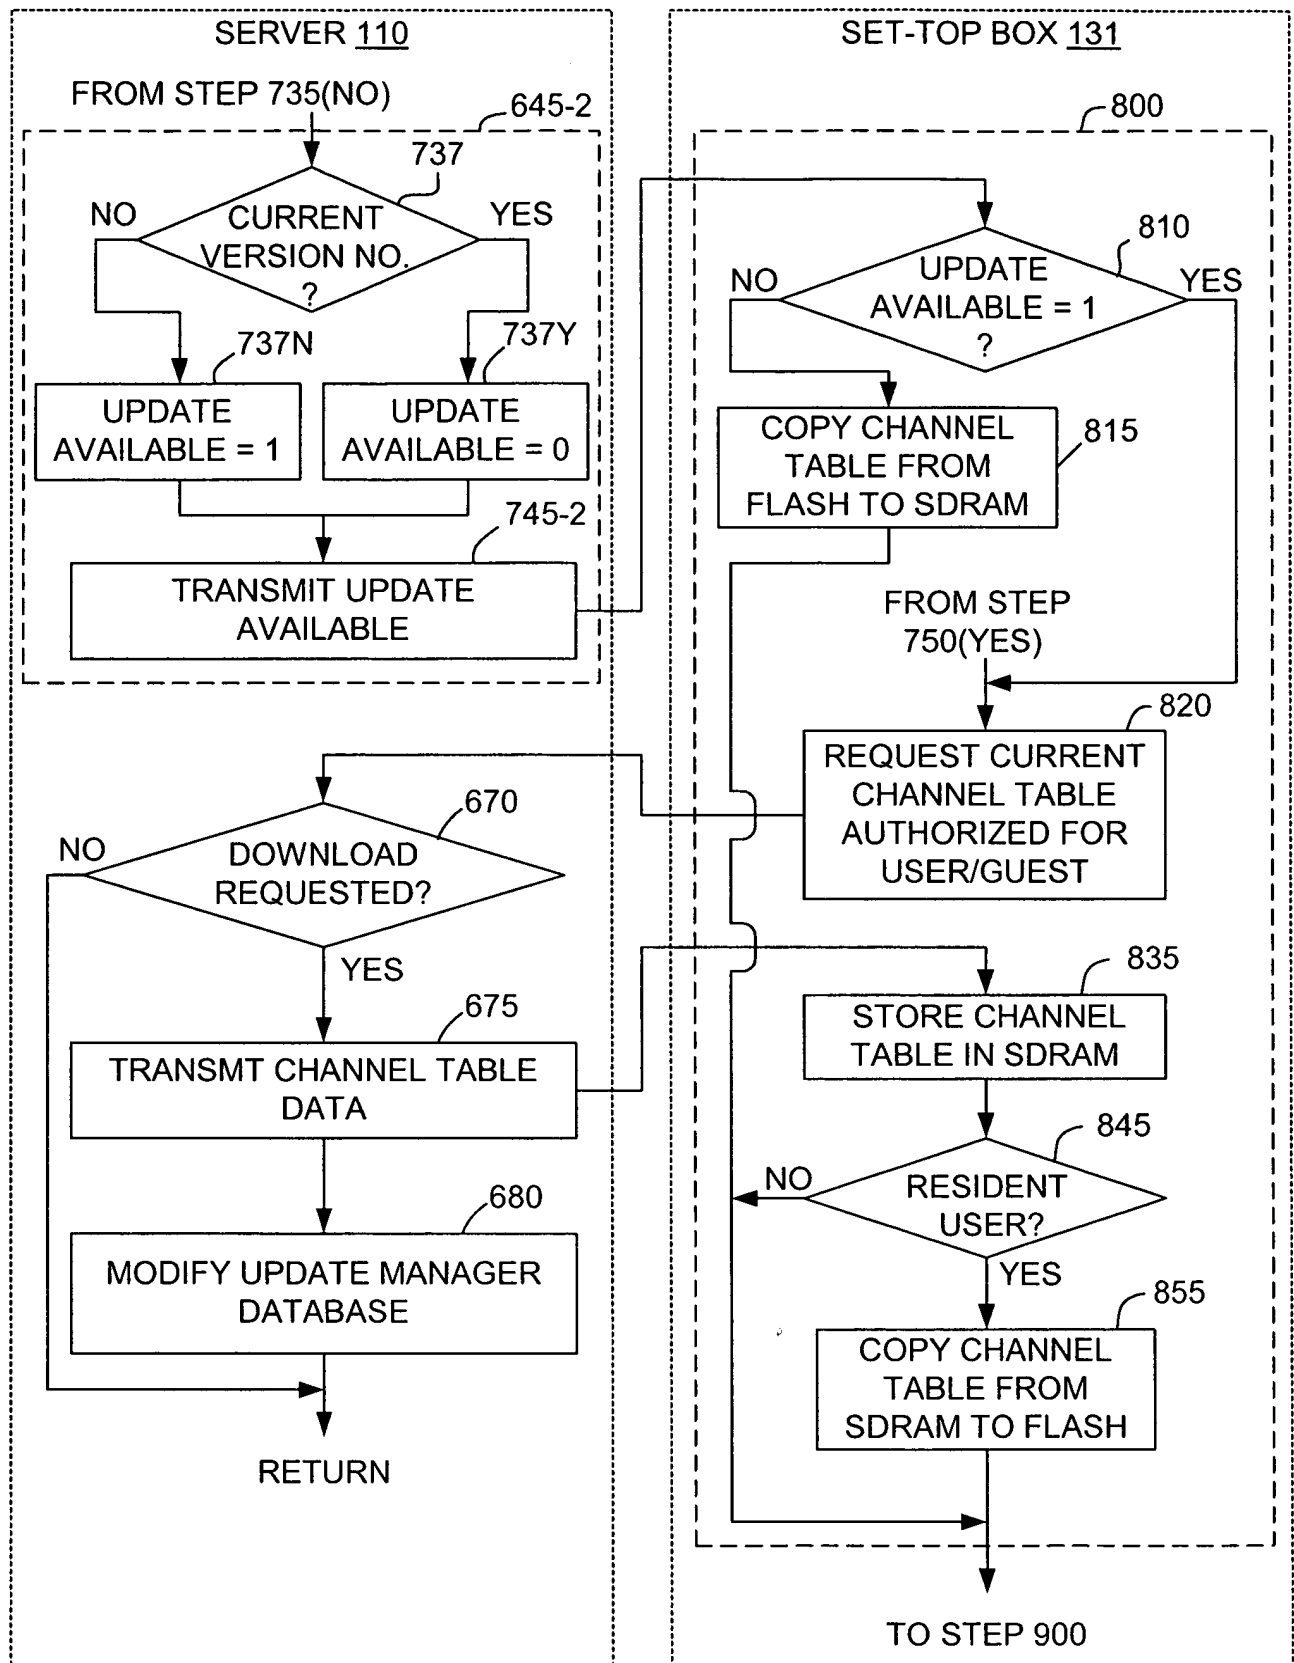 SERVER 110
FROM STEP 735(NO)
645-2
737
NO
YES
CURRENT
VERSION NO.
?
737N
737Y
UPDATE
AVAILABLE = 1
UPDATE
AVAILABLE = 0
745-2
TRANSMIT UPDATE
AVAILABLE
670
NO
DOWNLOAD
REQUESTED?
YES
675
TRANSMT CHANNEL TABLE
DATA
680
MODIFY UPDATE MANAGER
DATABASE
RETURN
SET-TOP BOX 131
800
810
NO
YES
UPDATE
AVAILABLE = 1
?
815
COPY CHANNEL
TABLE FROM
FLASH TO SDRAM
FROM STEP
750(YES)
820
REQUEST CURRENT
CHANNEL TABLE
AUTHORIZED FOR
USER/GUEST
835
STORE CHANNEL
TABLE IN SDRAM
845
NO
RESIDENT
USER?
YES
855
COPY CHANNEL
TABLE FROM
SDRAM TO FLASH
TO STEP 900